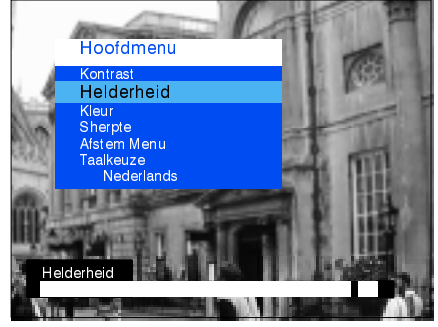 Hoofdmenu
Kontrast
Helderheid
Kleur
Sherpte
Afstem Menu
Taalkeuze
Nederlands
Helderheid